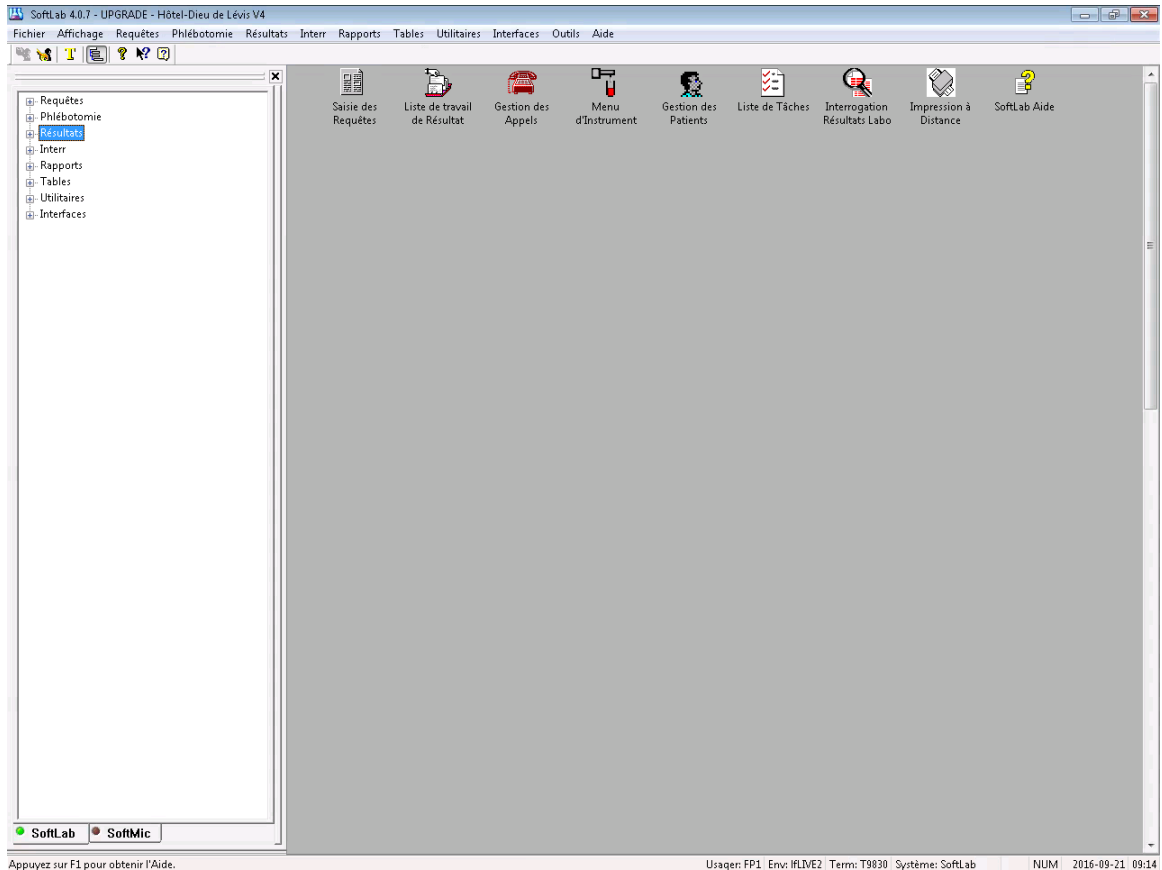 SoftLab 4.0.7 - UPGRADE - Hôtel-Dieu de Lévis V4
Fichier Affichage Requêtes Phlébotomie Résultats Interr Rapports Tables Utilitaires Interfaces Outils Aide
Requêtes
Phlébotomie
Résultats
Interr
Rapports
Tables
Utilitaires
Interfaces
Saisie des
Requêtes
Liste de travail
de Résultat
Gestion des
Appels
Menu
d'Instrument
Gestion des
Patients
Liste de Tâches
Interrogation
Résultats Labo
Impression à
Distance
SoftLab Aide
SoftLab SoftMic
Appuyez sur F1 pour obtenir l'Aide.
Usager: FP1 Env: lfLIVE2 Term: T9830 Système: SoftLab NUM 2016-09-21 09:14